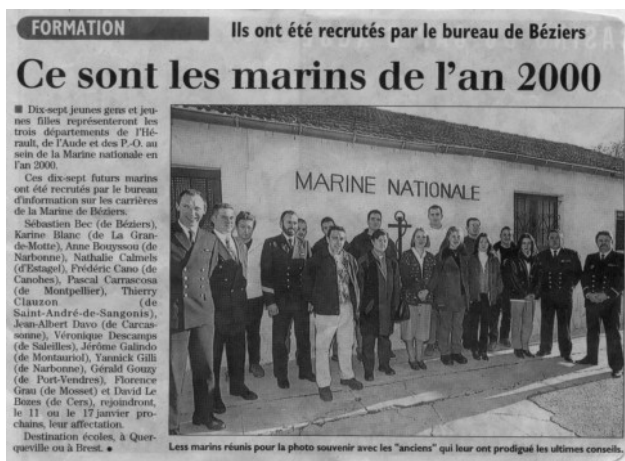 FORMATION
Ils ont été recrutés par le bureau de Béziers
Ce sont les marins de l'an 2000
■ Dix-sept jeunes gens et jeu-
nes filles représenteront les
trois départements de l'Hé-
rault, de l'Aude et des P.-O. au
sein de la Marine nationale en
l'an 2000.
Ces dix-sept futurs marins
ont été recrutés par le bureau
d'information sur les carrières
de la Marine de Béziers.
Sébastien Bec (de Béziers),
Karine Blanc (de La Gran-
de-Motte), Anne Bouyssou (de
Narbonne), Nathalie Calmels
(d'Estagel), Frédéric Cano (de
Canohes), Pascal Carrascosa
(de Montpellier), Thierry
Clauzon (de
Saint-André-de-Sangonis),
Jean-Albert Davo (de Carcas-
sonne), Véronique Descamps
(de Saleilles), Jérôme Galindo
(de Montauriol), Yannick Gilli
(de Narbonne), Gérald Gouzy
(de Port-Vendres), Florence
Grau (de Mosset) et David Le
Bozes (de Cers), rejoindront,
le 11 ou le 17 janvier pro-
chains, leur affectation.
Destination écoles, à Quer-
queville ou à Brest. ●
MARINE NATIONALE
Less marins réunis pour la photo souvenir avec les "anciens" qui leur ont prodigué les ultimes conseils.